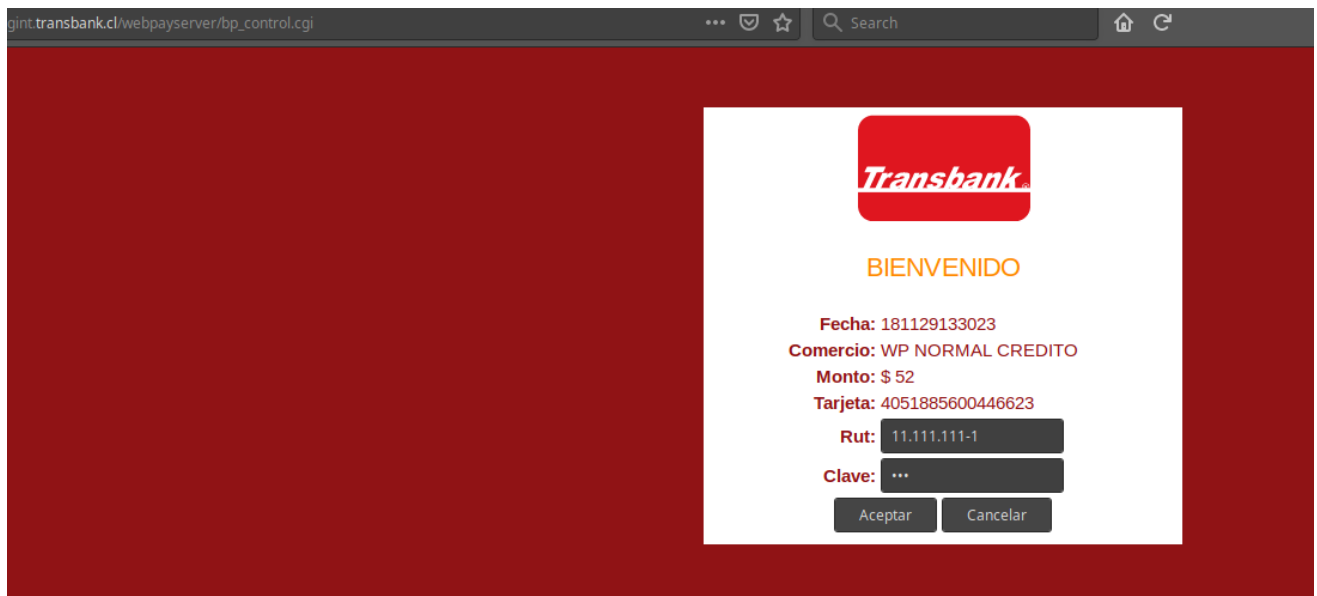 gint.transbank.cl/webpayserver/bp_control.cgi
Search
Transbank®
BIENVENIDO
Fecha: 181129133023
Comercio: WP NORMAL CREDITO
Monto: $ 52
Tarjeta: 4051885600446623
Rut: 11.111.111-1
Clave: •••
Aceptar Cancelar